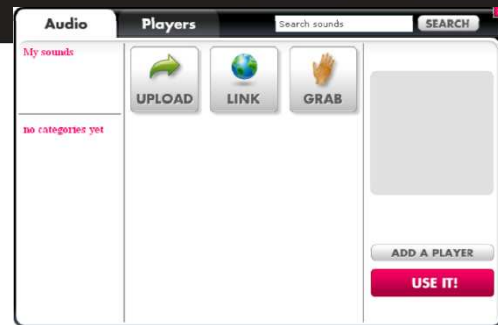 Audio
Players
Search sounds
SEARCH
My sounds
no categories yet
UPLOAD
LINK
GRAB
ADD A PLAYER
USE IT!